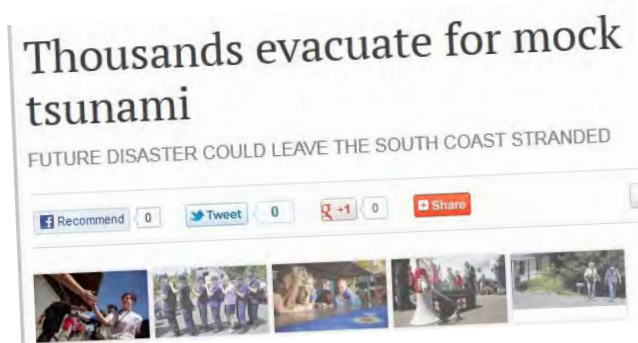 Thousands evacuate for mock
tsunami
FUTURE DISASTER COULD LEAVE THE SOUTH COAST STRANDED
Recommend 0 Tweet 0 +1 0 Share